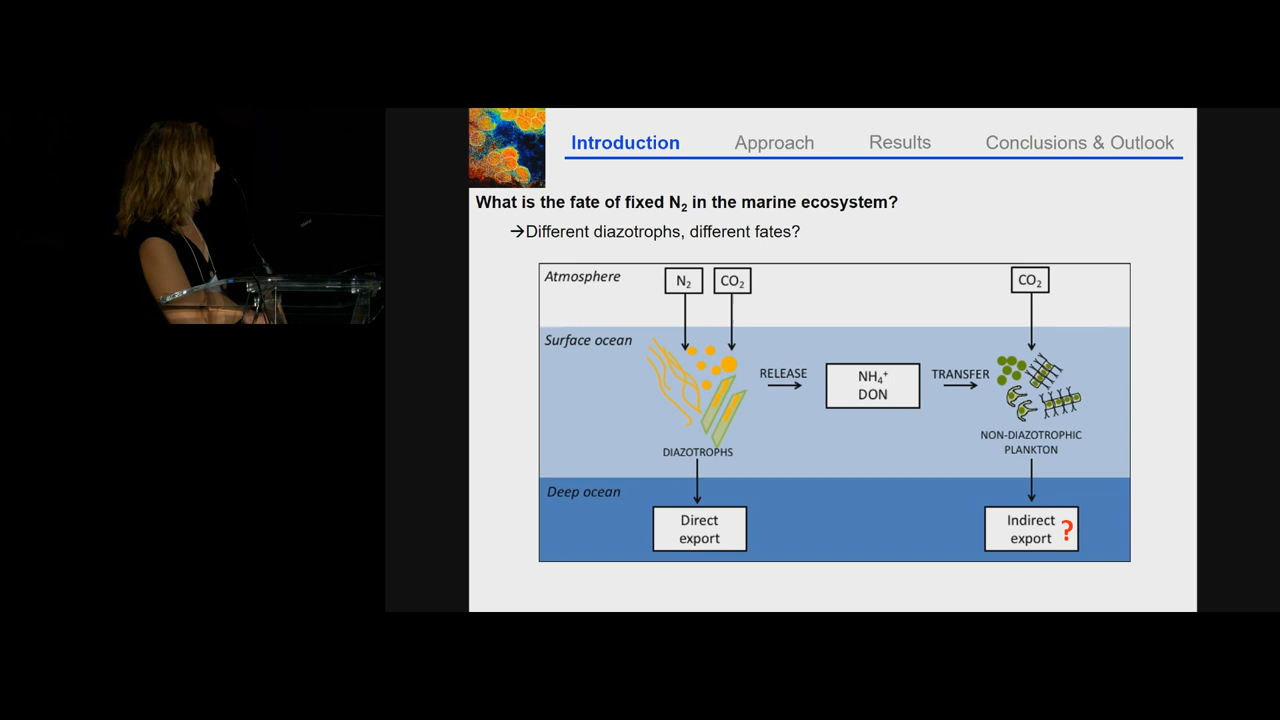 Introduction Approach Results Conclusions & Outlook
What is the fate of fixed N₂ in the marine ecosystem?
→Different diazotrophs, different fates?
Atmosphere
N₂ CO₂ CO₂
Surface ocean
RELEASE
NH₄⁺
DON
TRANSFER
DIAZOTROPHS
NON-DIAZOTROPHIC
PLANKTON
Deep ocean
Direct
export
Indirect
export ?